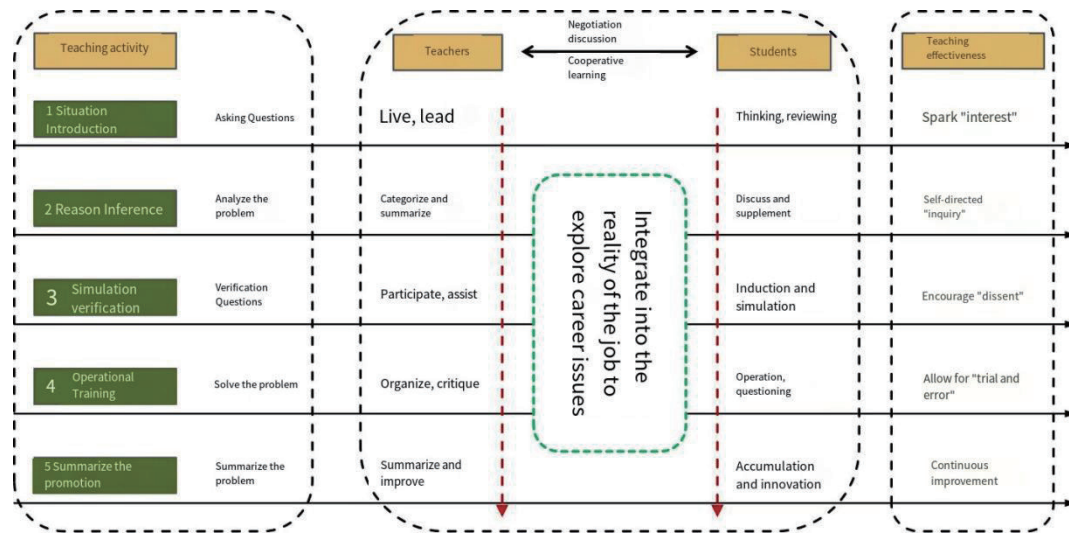 Teaching activity
Teachers
Negotiation
discussion
Cooperative
learning
Students
Teaching
effectiveness
1 Situation
Introduction
Asking Questions
Live, lead
Thinking, reviewing
Spark "interest"
2 Reason Inference
Analyze the
problem
Categorize and
summarize
Discuss and
supplement
Self-directed
"inquiry"
3 Simulation
verification
Verification
Questions
Participate, assist
Induction and
simulation
Encourage "dissent"
4 Operational
Training
Solve the problem
Organize, critique
Operation,
questioning
Allow for "trial and
error"
5 Summarize the
promotion
Summarize the
problem
Summarize and
improve
Accumulation
and innovation
Continuous
improvement
Integrate into the
reality of the job to
explore career issues